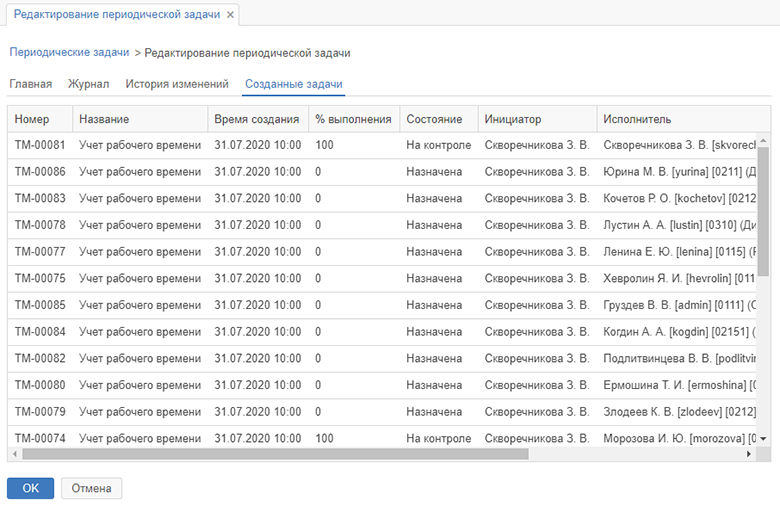 Редактирование периодической задачи ×
Периодические задачи > Редактирование периодической задачи
Главная Журнал История изменений Созданные задачи
Номер Название Время создания % выполнения Состояние Инициатор Исполнитель
TM-00081 Учет рабочего времени 31.07.2020 10:00 100 На контроле Скворечникова З. В. Скворечникова З. В. [skvorech
TM-00086 Учет рабочего времени 31.07.2020 10:00 0 Назначена Скворечникова З. В. Юрина М. В. [yurina] [0211] (Д
TM-00083 Учет рабочего времени 31.07.2020 10:00 0 Назначена Скворечникова З. В. Кочетов Р. О. [kochetov] [0212
TM-00078 Учет рабочего времени 31.07.2020 10:00 0 Назначена Скворечникова З. В. Лустин А. А. [lustin] [0310] (Ди
TM-00077 Учет рабочего времени 31.07.2020 10:00 0 Назначена Скворечникова З. В. Ленина Е. Ю. [lenina] [0115] (
TM-00075 Учет рабочего времени 31.07.2020 10:00 0 Назначена Скворечникова З. В. Хевролин Я. И. [hevrolin] [011
TM-00085 Учет рабочего времени 31.07.2020 10:00 0 Назначена Скворечникова З. В. Груздев В. В. [admin] [0111] (
TM-00084 Учет рабочего времени 31.07.2020 10:00 0 Назначена Скворечникова З. В. Когдин А. А. [kogdin] [02151] (
TM-00082 Учет рабочего времени 31.07.2020 10:00 0 Назначена Скворечникова З. В. Подлитвинцева В. В. [podlitvin
TM-00080 Учет рабочего времени 31.07.2020 10:00 0 Назначена Скворечникова З. В. Ермошина Т. И. [ermoshina] [0
TM-00079 Учет рабочего времени 31.07.2020 10:00 0 Назначена Скворечникова З. В. Злодеев К. В. [zlodeev] [0212]
TM-00074 Учет рабочего времени 31.07.2020 10:00 100 На контроле Скворечникова З. В. Морозова И. Ю. [morozova] [0
OK Отмена